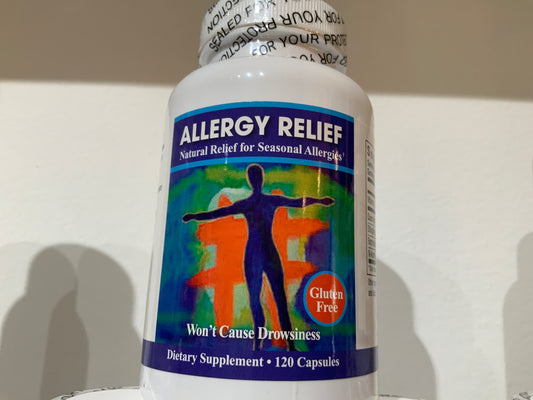 SEALED FOR YOUR PROTECTION
FOR YOUR PROTE
ALLERGY RELIEF
Natural Relief for Seasonal Allergies†
Gluten
Free
Won't Cause Drowsiness
Dietary Supplement • 120 Capsules